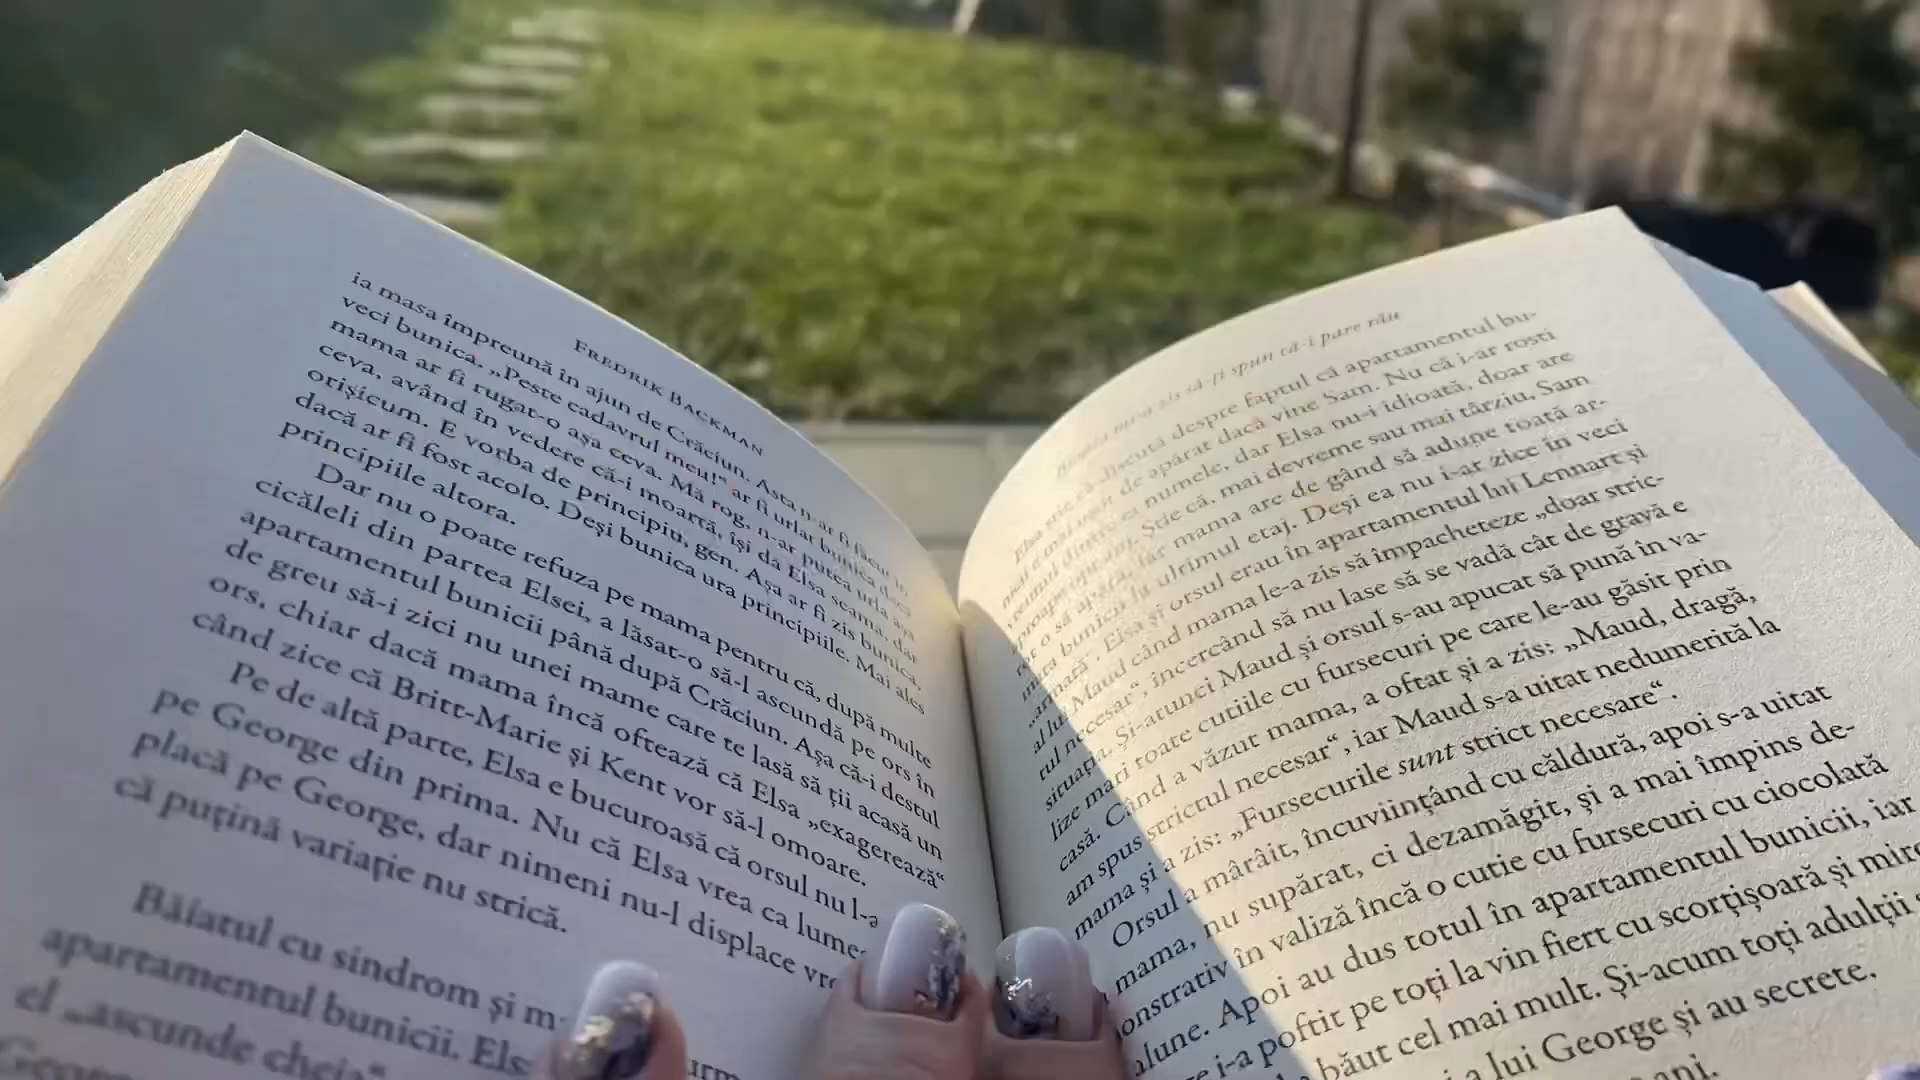 FREDRIK BACKMAN
ia masa împreună în ajun de Crăciun. Asta n-ar fi făcut în
veci bunica. „Peste cadavrul meu!“ ar fi urlat bunica dacă
mama ar fi rugat-o așa ceva. Mă rog, n-ar putea urla așa
ceva, având în vedere că-i moartă, își dă Elsa seama, dar
orișicum. E vorba de principiu, gen. Așa ar fi zis bunica,
dacă ar fi fost acolo. Deși bunica ura principiile. Mai ales
principiile altora.
Dar nu o poate refuza pe mama pentru că, după multe
cicăleli din partea Elsei, a lăsat-o să-l ascundă pe ors în
apartamentul bunicii până după Crăciun. Așa că-i destul
de greu să-i zici nu unei mame care te lasă să ții acasă un
ors, chiar dacă mama încă oftează că Elsa „exagerează“
când zice că Britt-Marie și Kent vor să-l omoare.
Pe de altă parte, Elsa e bucuroasă că orsul nu l-a
pe George din prima. Nu că Elsa vrea ca lumea
placă pe George, dar nimeni nu-l displace
că puțină variație nu strică.
Băiatul cu sindrom și
apartamentul bunicii.
el „ascunde cheia“
zis să-ți spun că-i pare rău
discută despre faptul că apartamentul bu-
de apărat dacă vine Sam. Nu că i-ar rosti
numele, dar Elsa nu-i idioată, doar are
Știe că, mai devreme sau mai târziu, Sam
o să apară, iar mama are de gând să adune toată ar-
bunicii la ultimul etaj. Deși ea nu i-ar zice în veci
„armată“. Elsa și orsul erau în apartamentul lui Lennart și
al lui Maud când mama le-a zis să împacheteze „doar stric-
tul necesar“, încercând să nu lase să se vadă cât de gravă e
situația. Și-atunci Maud și orsul s-au apucat să pună în va-
lize mari toate cutiile cu fursecuri pe care le-au găsit prin
casă. Când a văzut mama, a oftat și a zis: „Maud, dragă,
am spus strictul necesar“, iar Maud s-a uitat nedumerită la
mama și a zis: „Fursecurile sunt strict necesare“.
Orsul a mârâit, încuviințând cu căldură, apoi s-a uitat
mama, nu supărat, ci dezamăgit, și a mai împins de-
onstrativ în valiză încă o cutie cu fursecuri cu ciocolată
alune. Apoi au dus totul în apartamentul bunicii, iar
i-a poftit pe toți la vin fiert cu scorțișoară și
băut cel mai mult. Și-acum toți adulții
a lui George și au secrete,
ani.